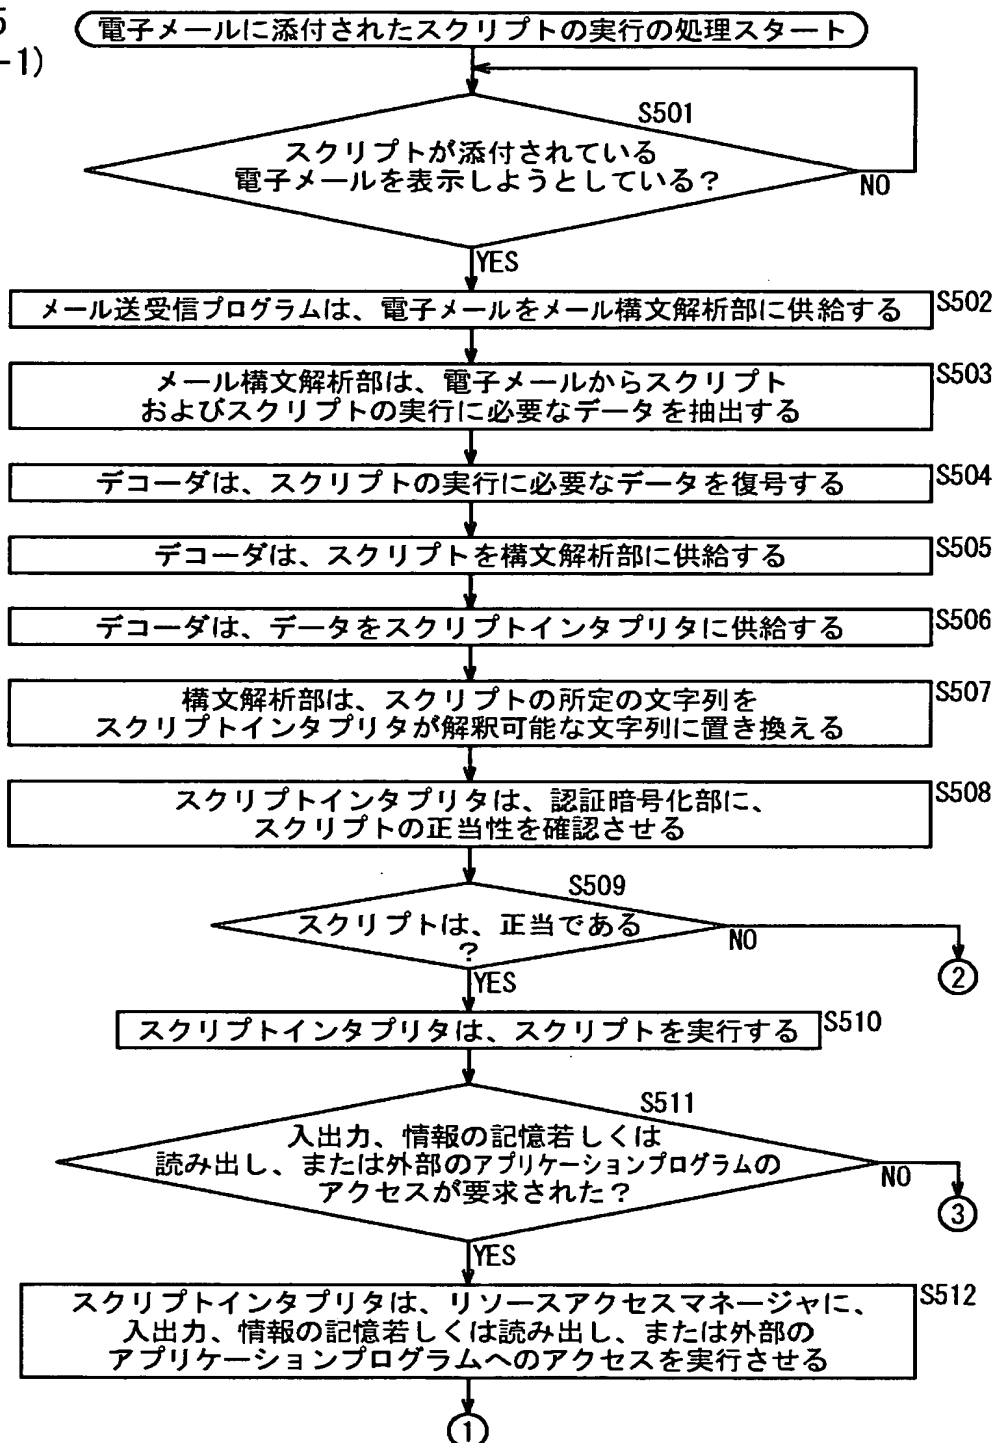 5
電子メールに添付されたスクリプトの実行の処理スタート
-1)
S501
スクリプトが添付されている
電子メールを表示しようとしている？
NO
YES
メール送受信プログラムは、電子メールをメール構文解析部に供給する
S502
メール構文解析部は、電子メールからスクリプト
S503
およびスクリプトの実行に必要なデータを抽出する
デコーダは、スクリプトの実行に必要なデータを復号する
S504
デコーダは、スクリプトを構文解析部に供給する
S505
デコーダは、データをスクリプトインタプリタに供給する
S506
構文解析部は、スクリプトの所定の文字列を
S507
スクリプトインタプリタが解釈可能な文字列に置き換える
スクリプトインタプリタは、認証暗号化部に、
S508
スクリプトの正当性を確認させる
S509
スクリプトは、正当である
？
NO
②
YES
スクリプトインタプリタは、スクリプトを実行する
S510
S511
入出力、情報の記憶若しくは
読み出し、または外部のアプリケーションプログラムの
アクセスが要求された？
NO
③
YES
スクリプトインタプリタは、リソースアクセスマネージャに、
S512
入出力、情報の記憶若しくは読み出し、または外部の
アプリケーションプログラムへのアクセスを実行させる
①